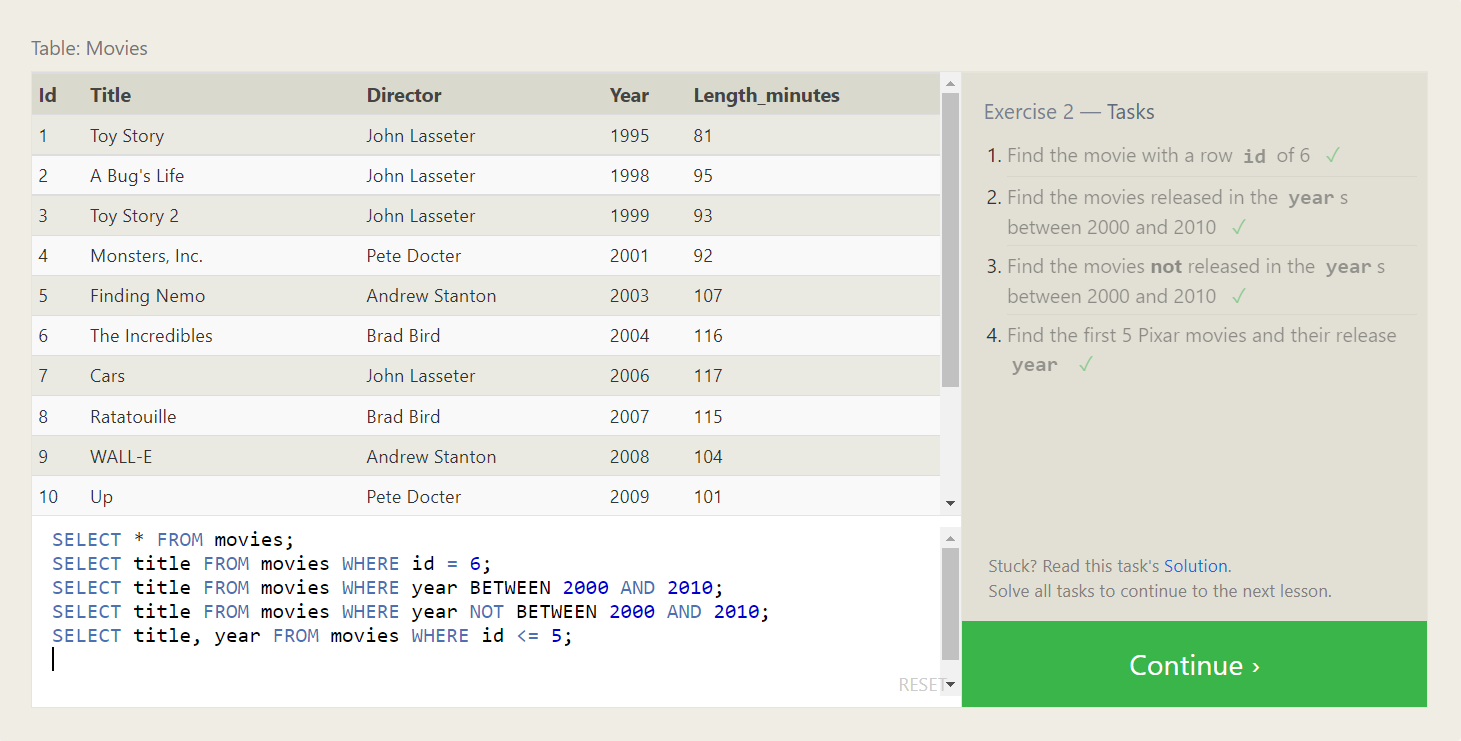 Table: Movies
Id Title Director Year Length_minutes
1 Toy Story John Lasseter 1995 81
2 A Bug's Life John Lasseter 1998 95
3 Toy Story 2 John Lasseter 1999 93
4 Monsters, Inc. Pete Docter 2001 92
5 Finding Nemo Andrew Stanton 2003 107
6 The Incredibles Brad Bird 2004 116
7 Cars John Lasseter 2006 117
8 Ratatouille Brad Bird 2007 115
9 WALL-E Andrew Stanton 2008 104
10 Up Pete Docter 2009 101
SELECT * FROM movies;
SELECT title FROM movies WHERE id = 6;
SELECT title FROM movies WHERE year BETWEEN 2000 AND 2010;
SELECT title FROM movies WHERE year NOT BETWEEN 2000 AND 2010;
SELECT title, year FROM movies WHERE id <= 5;
RESET
Exercise 2 — Tasks
1. Find the movie with a row id of 6 ✓
2. Find the movies released in the year s
between 2000 and 2010 ✓
3. Find the movies not released in the year s
between 2000 and 2010 ✓
4. Find the first 5 Pixar movies and their release
year ✓
Stuck? Read this task's Solution.
Solve all tasks to continue to the next lesson.
Continue ›